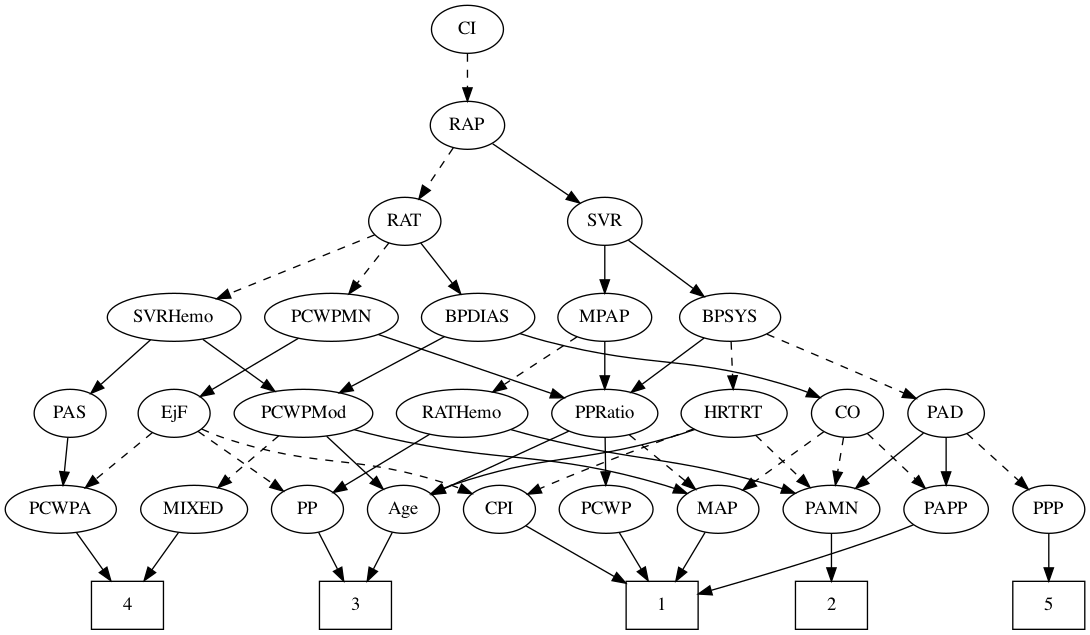 CI
RAP
RAT
SVR
SVRHemo
PCWPMN
BPDIAS
MPAP
BPSYS
PAS
EjF
PCWPMod
RATHemo
PPRatio
HRTRT
CO
PAD
PCWPA
MIXED
PP
Age
CPI
PCWP
MAP
PAMN
PAPP
PPP
4
3
1
2
5